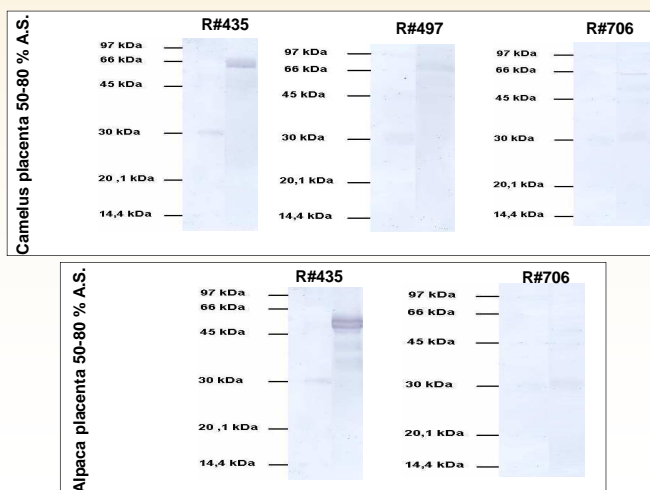 Camelus placenta 50-80 % A.S.
R#435
97 kDa
66 kDa
45 kDa
30 kDa
20 ,1 kDa
14,4 kDa
R#497
97 kDa
66 kDa
45 kDa
30 kDa
20,1 kDa
14,4 kDa
R#706
97 kDa
66 kDa
45 kDa
30 kDa
20,1 kDa
14,4 kDa
Alpaca placenta 50-80 % A.S.
R#435
97 kDa
66 kDa
45 kDa
30 kDa
20 ,1 kDa
14,4 kDa
R#706
97 kDa
66 kDa
45 kDa
30 kDa
20,1 kDa
14,4 kDa